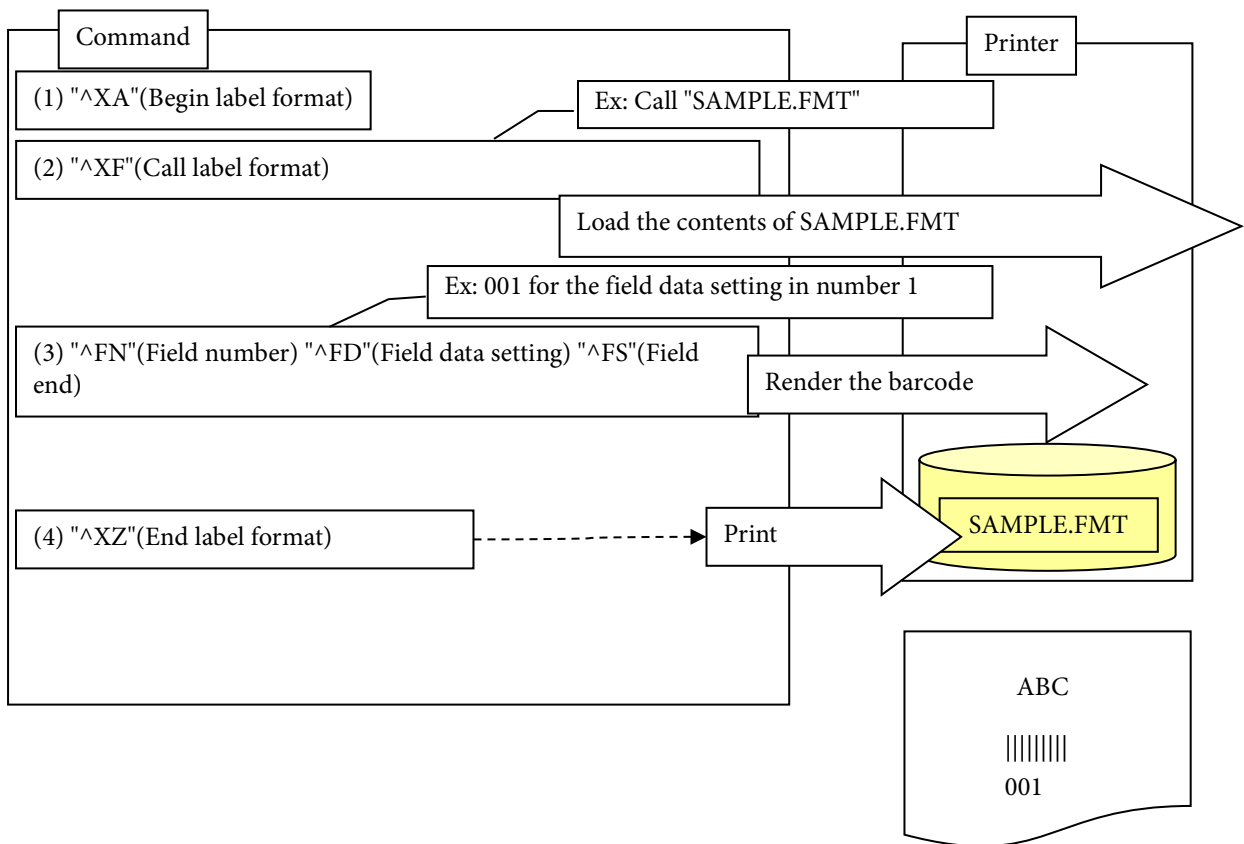 Command
Printer
(1) "^XA"(Begin label format)
Ex: Call "SAMPLE.FMT"
(2) "^XF"(Call label format)
Load the contents of SAMPLE.FMT
Ex: 001 for the field data setting in number 1
(3) "^FN"(Field number) "^FD"(Field data setting) "^FS"(Field
end)
Render the barcode
(4) "^XZ"(End label format)
Print
SAMPLE.FMT
ABC
|||||||||
001